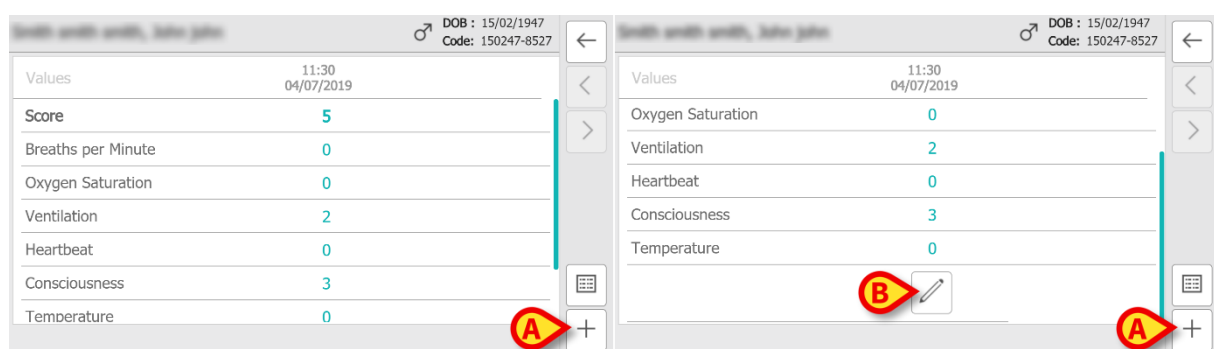 DOB : 15/02/1947
Code: 150247-8527
Values 11:30
04/07/2019
Score 5
Breaths per Minute 0
Oxygen Saturation 0
Ventilation 2
Heartbeat 0
Consciousness 3
Temperature 0
A
DOB : 15/02/1947
Code: 150247-8527
Values 11:30
04/07/2019
Oxygen Saturation 0
Ventilation 2
Heartbeat 0
Consciousness 3
Temperature 0
B
A